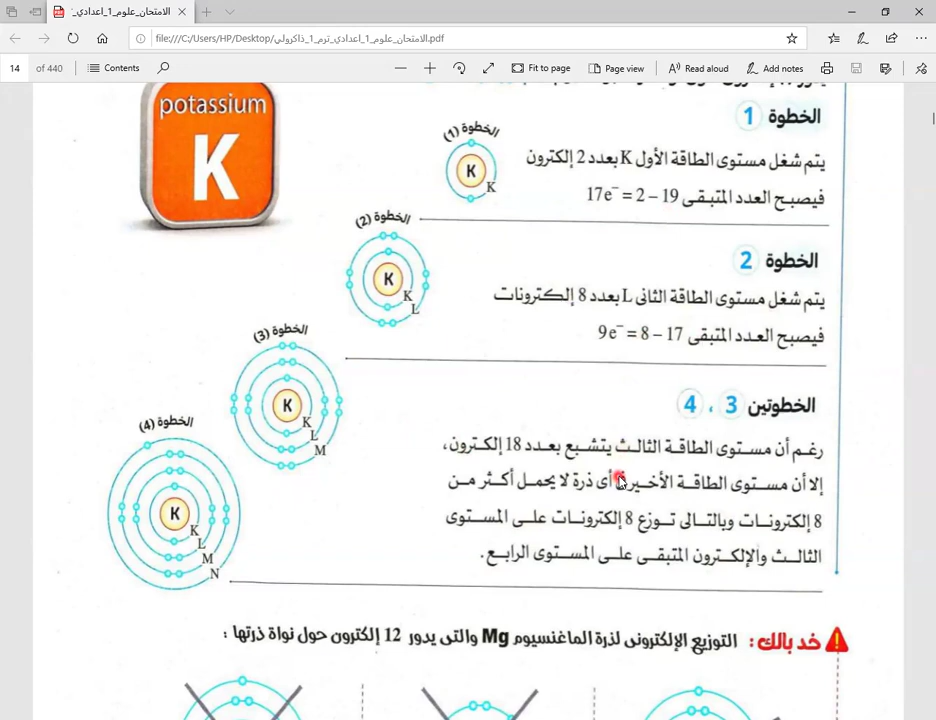 الامتحان_علوم_1_اعدادي_ت
file:///C:/Users/HP/Desktop/الامتحان_علوم_1_اعدادي_ترم_1_ذاكرولي.pdf
14 of 440 Contents Fit to page Page view Read aloud Add notes
potassium
K
الخطوة 1
يتم شغل مستوى الطاقة الأول K بعدد 2 إلكترون
فيصبح العدد المتبقى 19 – 2 = 17e⁻
الخطوة (1)
K
K
الخطوة 2
يتم شغل مستوى الطاقة الثانى L بعدد 8 إلكترونات
فيصبح العدد المتبقى 17 – 8 = 9e⁻
الخطوة (2)
K
K
L
الخطوتين 3 ، 4
رغم أن مستوى الطاقة الثالث يتشبع بعدد 18 إلكترون،
إلا أن مستوى الطاقة الأخير فى أى ذرة لا يحمل أكثر من
8 إلكترونات وبالتالى توزع 8 إلكترونات على المستوى
الثالث والإلكترون المتبقى على المستوى الرابع.
الخطوة (3)
K
K
L
M
الخطوة (4)
K
K
L
M
N
خد بالك : التوزيع الإلكترونى لذرة الماغنسيوم Mg والتى يدور 12 إلكترون حول نواة ذرتها :